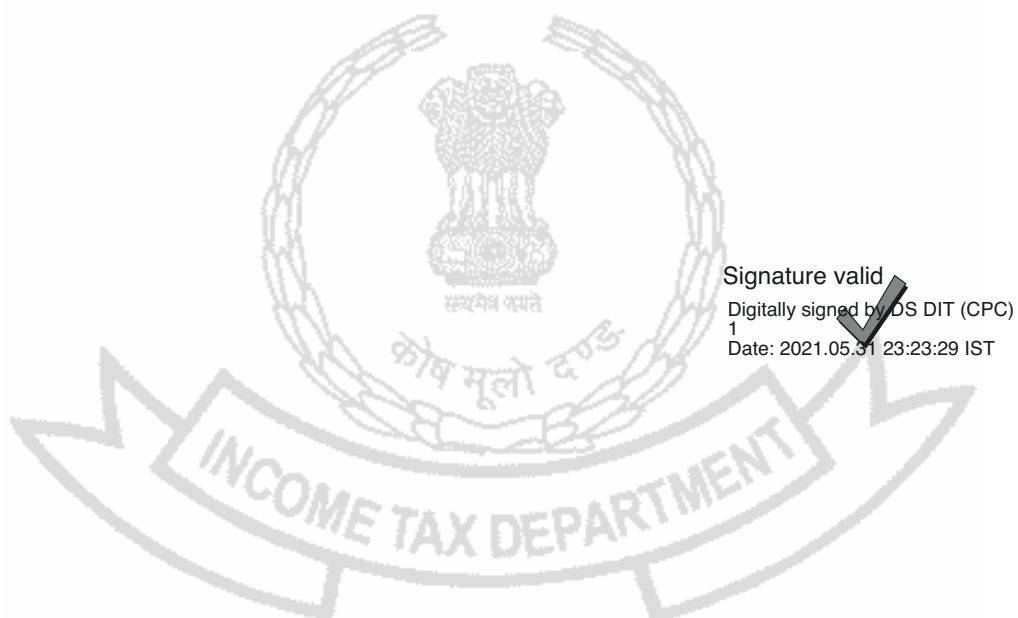 सत्यमेव जयते
Signature valid
Digitally signed by DS DIT (CPC)
1
Date: 2021.05.31 23:23:29 IST
कोष मूलो दण्डः
INCOME TAX DEPARTMENT